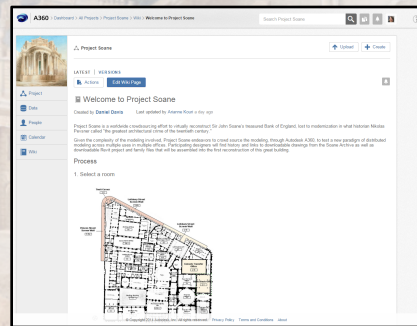 A360 | Dashboard / All Projects / Project Soane / Wiki / Welcome to Project Soane
Search Project Soane
Project Soane
Upload
Create
LATEST | VERSIONS
Actions
Edit Wiki Page
Project
Data
People
Calendar
Wiki
Welcome to Project Soane
Created by Daniel Davis Last updated by Arianne Kouri a day ago
Project Soane is a worldwide crowdsourcing effort to virtually reconstruct Sir John Soane's measured Bank of England, lost to modernization in what historian Nikolas
Pevsner called "the greatest architectural crime of the twentieth century."
Given the complexity of the modeling involved, Project Soane endeavors to crowd source the modeling, through Autodesk A360, to test a new paradigm of distributed
modeling across multiple users in multiple offices. Participating designers will find history and links to downloadable drawings from the Soane Archive as well as
downloadable Revit project and family files that will be assembled into the first reconstruction of this great building.
Process
1. Select a room
© Copyright 2014 Autodesk, Inc. All rights reserved. Privacy Policy Terms and Conditions About